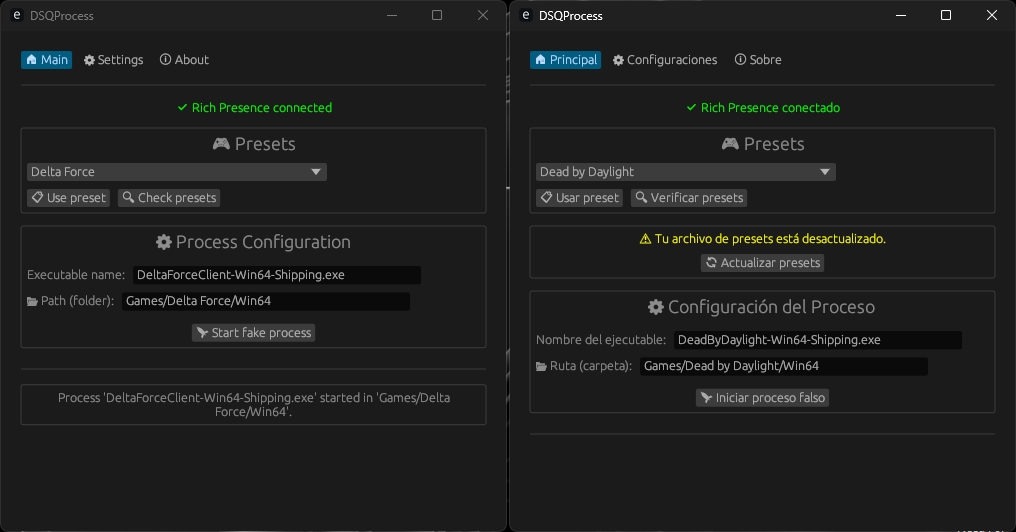 DSQProcess
Main Settings About
Rich Presence connected
Presets
Delta Force
Use preset Check presets
Process Configuration
Executable name: DeltaForceClient-Win64-Shipping.exe
Path (folder): Games/Delta Force/Win64
Start fake process
Process 'DeltaForceClient-Win64-Shipping.exe' started in 'Games/Delta
Force/Win64'.
DSQProcess
Principal Configuraciones Sobre
Rich Presence conectado
Presets
Dead by Daylight
Usar preset Verificar presets
Tu archivo de presets está desactualizado.
Actualizar presets
Configuración del Proceso
Nombre del ejecutable: DeadByDaylight-Win64-Shipping.exe
Ruta (carpeta): Games/Dead by Daylight/Win64
Iniciar proceso falso